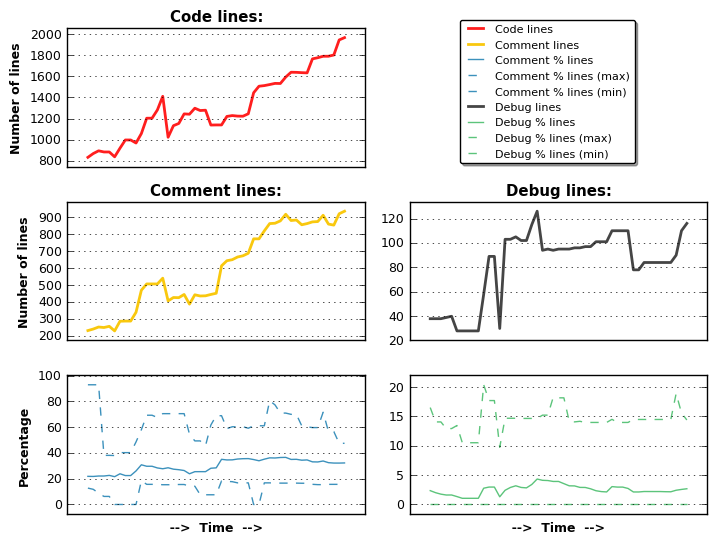 Code lines:
Number of lines
2000
1800
1600
1400
1200
1000
800
Code lines
Comment lines
Comment % lines
Comment % lines (max)
Comment % lines (min)
Debug lines
Debug % lines
Debug % lines (max)
Debug % lines (min)
Comment lines:
Number of lines
900
800
700
600
500
400
300
200
Debug lines:
120
100
80
60
40
20
Percentage
100
80
60
40
20
0
--> Time -->
20
15
10
5
0
--> Time -->